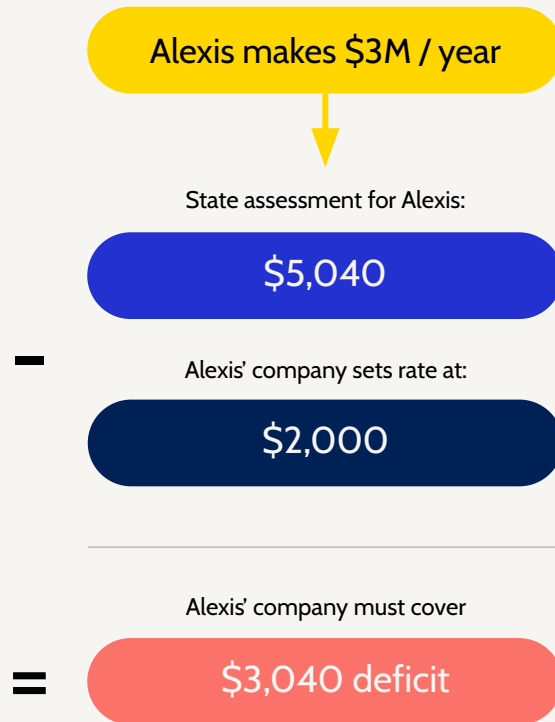 Alexis makes $3M / year
State assessment for Alexis:
$5,040
-
Alexis’ company sets rate at:
$2,000
Alexis’ company must cover
= $3,040 deficit